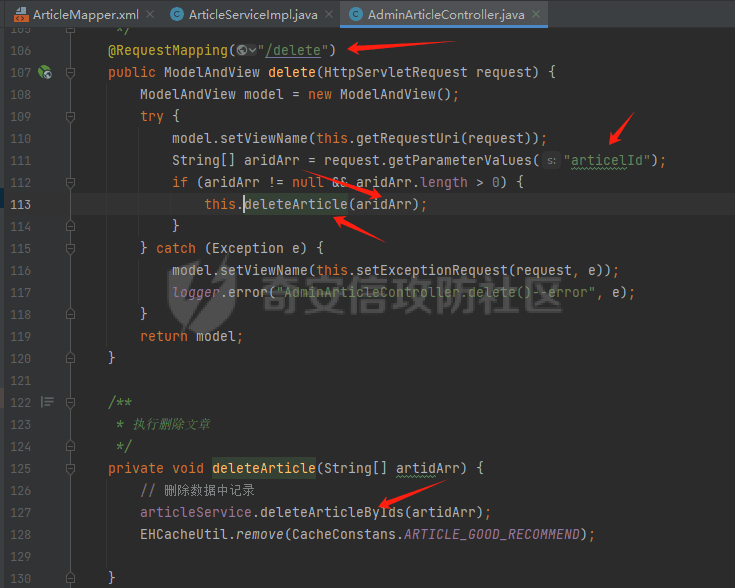 ArticleMapper.xml × ArticleServiceImpl.java × AdminArticleController.java ×
105 */
106 @RequestMapping("/delete")
107 public ModelAndView delete(HttpServletRequest request) {
108 ModelAndView model = new ModelAndView();
109 try {
110 model.setViewName(this.getRequestUri(request));
111 String[] aridArr = request.getParameterValues( s: "articelId");
112 if (aridArr != null && aridArr.length > 0) {
113 this.deleteArticle(aridArr);
114 }
115 } catch (Exception e) {
116 model.setViewName(this.setExceptionRequest(request, e));
117 logger.error("AdminArticleController.delete()--error", e);
118 }
119 return model;
120 }
121
122 /**
123 * 执行删除文章
124 */
125 private void deleteArticle(String[] artidArr) {
126 // 删除数据中记录
127 articleService.deleteArticleByIds(artidArr);
128 EHCacheUtil.remove(CacheConstans.ARTICLE_GOOD_RECOMMEND);
129
130 }
奇安信攻防社区